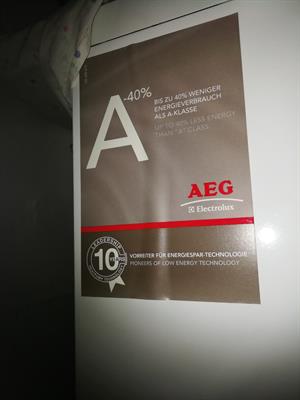 A-40%
BIS ZU 40% WENIGER
ENERGIEVERBRAUCH
ALS A-KLASSE
UP TO 40% LESS ENERGY
THAN "A" CLASS
AEG
Electrolux
LEADERSHIP
10
VORREITER FÜR ENERGIESPAR-TECHNOLOGIE
PIONEERS OF LOW ENERGY TECHNOLOGY